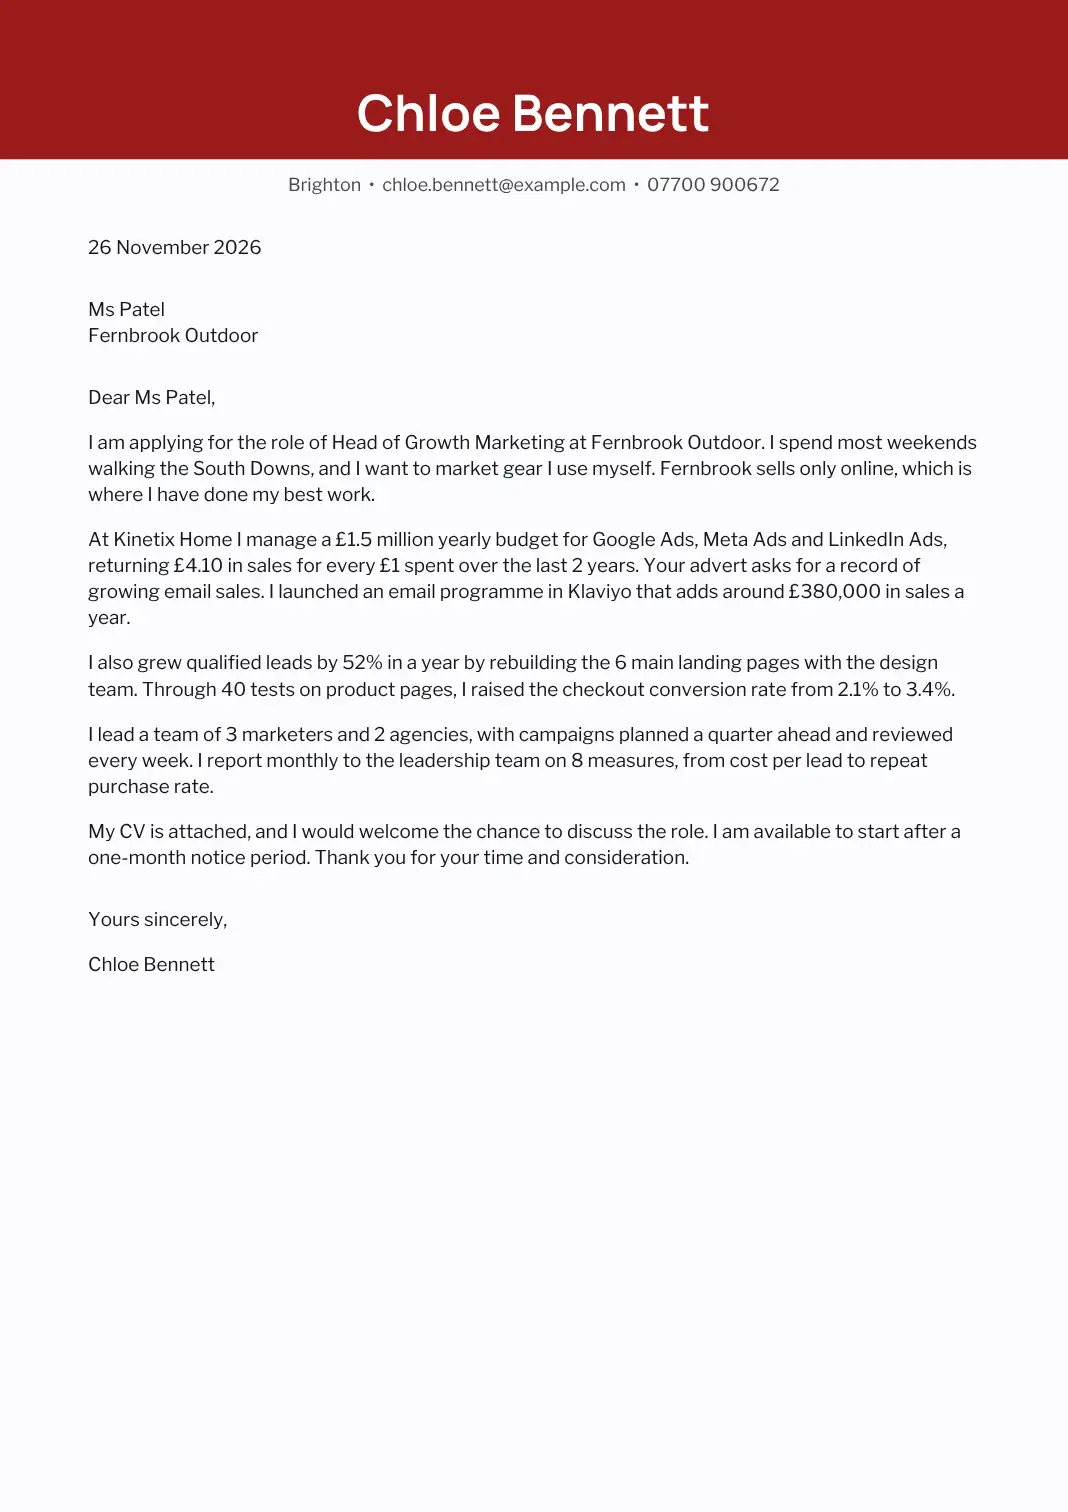 Chloe Bennett
Brighton • chloe.bennett@example.com • 07700 900672
26 November 2026
Ms Patel
Fernbrook Outdoor
Dear Ms Patel,
I am applying for the role of Head of Growth Marketing at Fernbrook Outdoor. I spend most weekends
walking the South Downs, and I want to market gear I use myself. Fernbrook sells only online, which is
where I have done my best work.
At Kinetix Home I manage a £1.5 million yearly budget for Google Ads, Meta Ads and LinkedIn Ads,
returning £4.10 in sales for every £1 spent over the last 2 years. Your advert asks for a record of
growing email sales. I launched an email programme in Klaviyo that adds around £380,000 in sales a
year.
I also grew qualified leads by 52% in a year by rebuilding the 6 main landing pages with the design
team. Through 40 tests on product pages, I raised the checkout conversion rate from 2.1% to 3.4%.
I lead a team of 3 marketers and 2 agencies, with campaigns planned a quarter ahead and reviewed
every week. I report monthly to the leadership team on 8 measures, from cost per lead to repeat
purchase rate.
My CV is attached, and I would welcome the chance to discuss the role. I am available to start after a
one-month notice period. Thank you for your time and consideration.
Yours sincerely,
Chloe Bennett